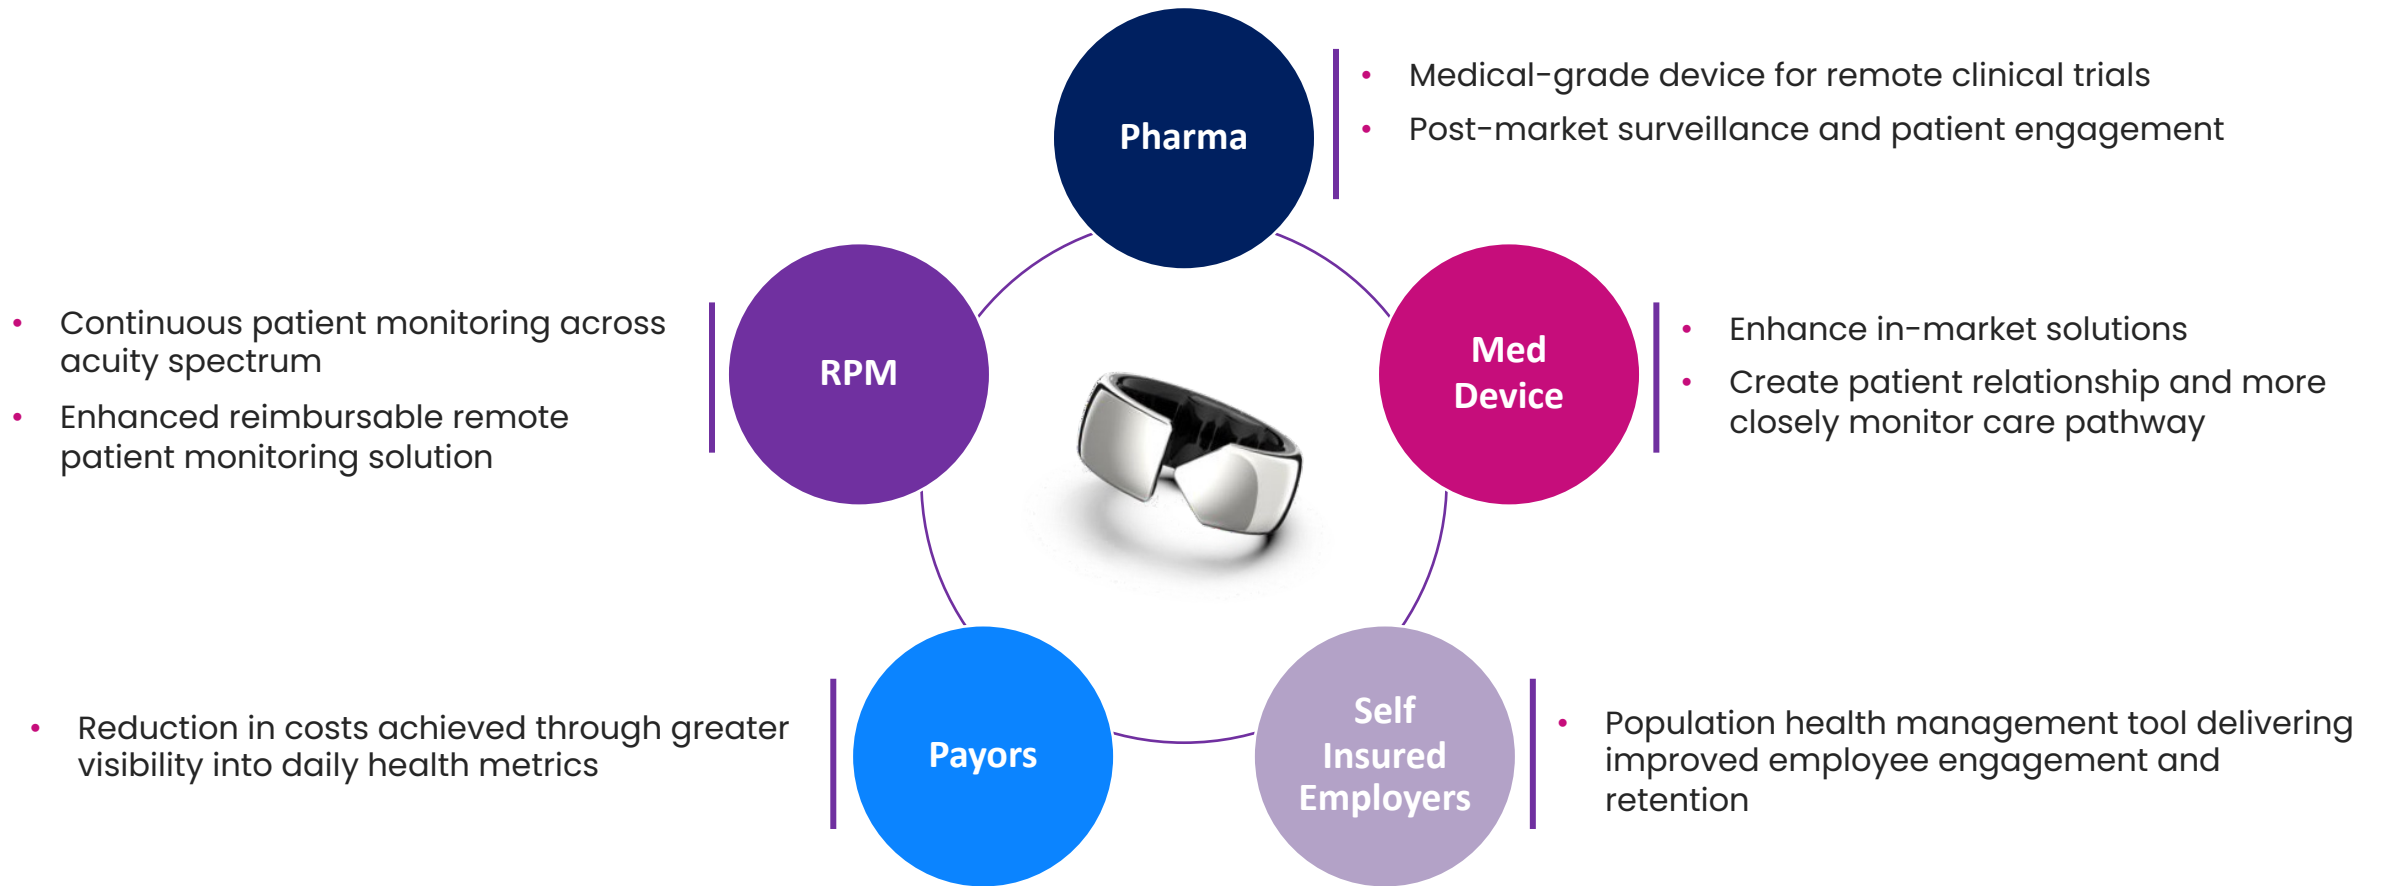 Pharma
• Medical-grade device for remote clinical trials
• Post-market surveillance and patient engagement
Med
Device
• Enhance in-market solutions
• Create patient relationship and more
closely monitor care pathway
Self
Insured
Employers
• Population health management tool delivering
improved employee engagement and
retention
Payors
• Reduction in costs achieved through greater
visibility into daily health metrics
RPM
• Continuous patient monitoring across
acuity spectrum
• Enhanced reimbursable remote
patient monitoring solution